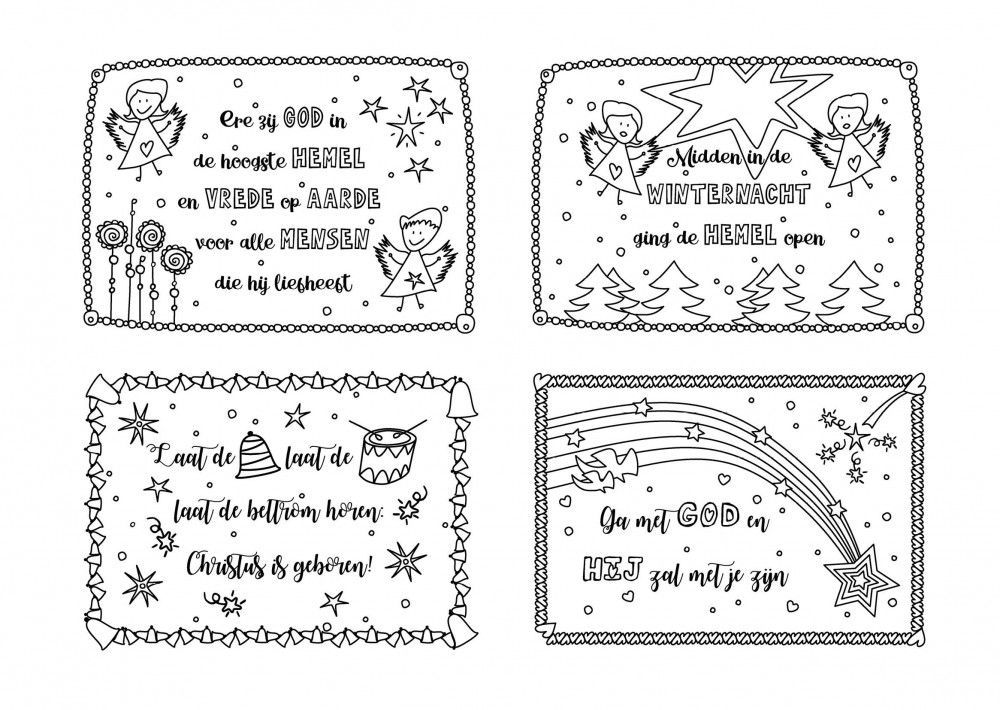 Ere zij GOD in
de hoogste HEMEL
en VREDE op AARDE
voor alle MENSEN
die hij liefheeft
Midden in de
WINTERNACHT
ging de HEMEL open
Laat de laat de
laat de beltrom horen:
Christus is geboren!
Ga met GOD en
HIJ zal met je zijn